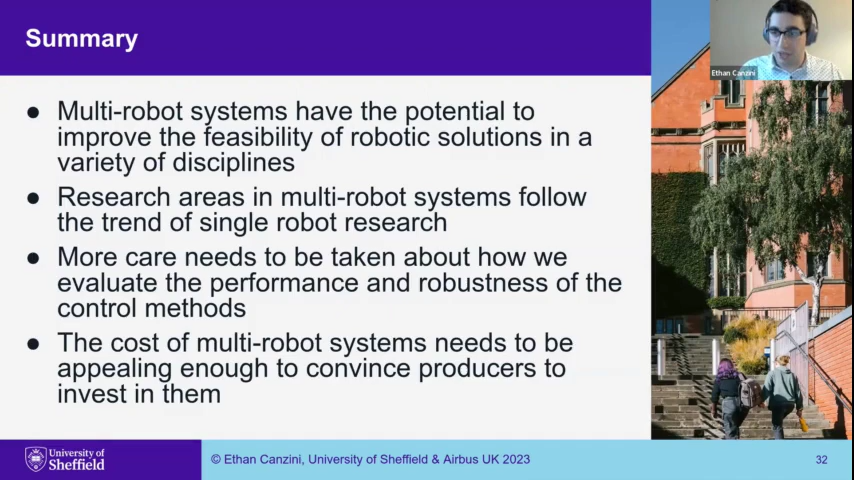 Summary
Ethan Canzini
● Multi-robot systems have the potential to
improve the feasibility of robotic solutions in a
variety of disciplines
● Research areas in multi-robot systems follow
the trend of single robot research
● More care needs to be taken about how we
evaluate the performance and robustness of the
control methods
● The cost of multi-robot systems needs to be
appealing enough to convince producers to
invest in them
University of
Sheffield
© Ethan Canzini, University of Sheffield & Airbus UK 2023
32